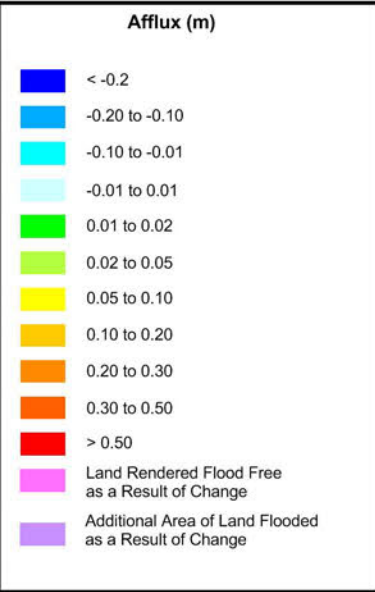 Afflux (m)
< -0.2
-0.20 to -0.10
-0.10 to -0.01
-0.01 to 0.01
0.01 to 0.02
0.02 to 0.05
0.05 to 0.10
0.10 to 0.20
0.20 to 0.30
0.30 to 0.50
> 0.50
Land Rendered Flood Free
as a Result of Change
Additional Area of Land Flooded
as a Result of Change